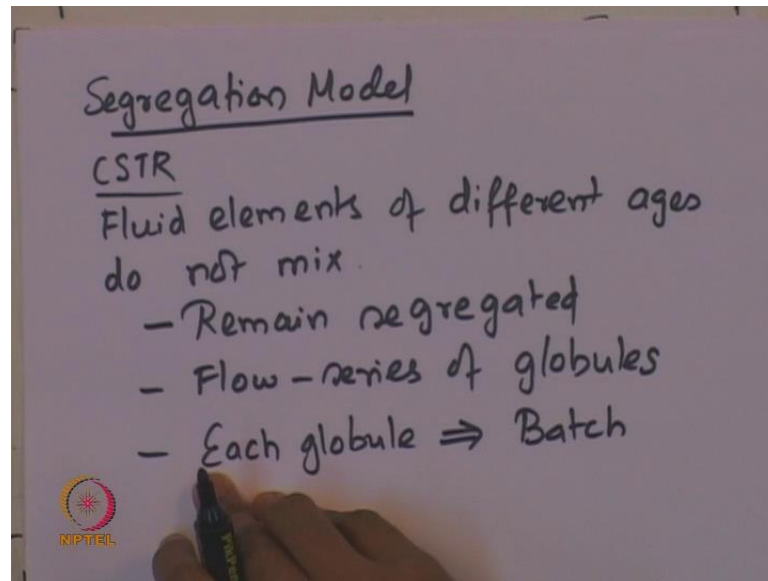 Segregation Model
CSTR
Fluid elements of different ages
do not mix.
- Remain segregated
- Flow - series of globules
- Each globule ⇒ Batch
NPTEL